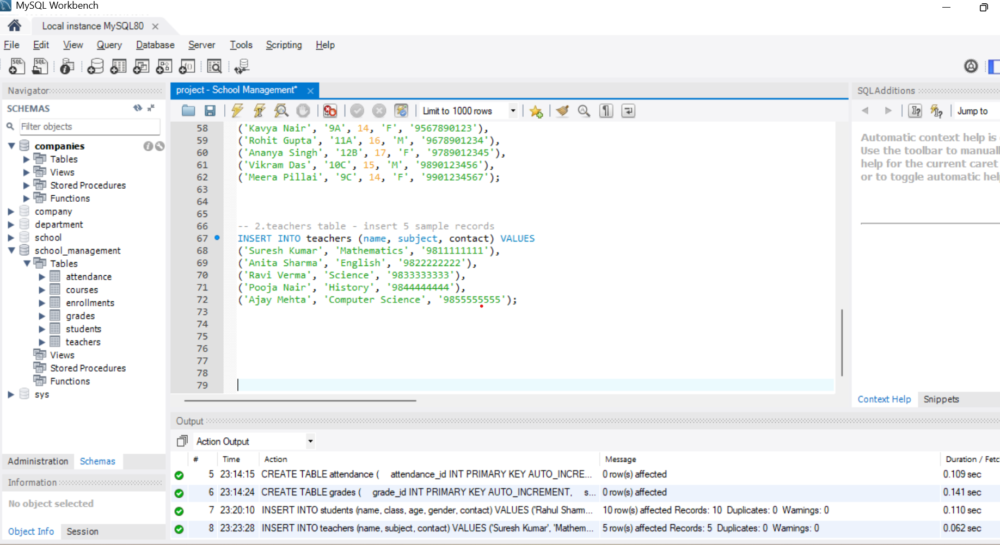 MySQL Workbench
Local instance MySQL80
File Edit View Query Database Server Tools Scripting Help
Navigator
SCHEMAS
Filter objects
companies
Tables
Views
Stored Procedures
Functions
company
department
school
school_management
Tables
attendance
courses
enrollments
grades
students
teachers
Views
Stored Procedures
Functions
sys
Administration Schemas
Information
No object selected
Object Info Session
project - School Management*
Limit to 1000 rows
58 ('Kavya Nair', '9A', 14, 'F', '9567890123'),
59 ('Rohit Gupta', '11A', 16, 'M', '9678901234'),
60 ('Ananya Singh', '12B', 17, 'F', '9789012345'),
61 ('Vikram Das', '10C', 15, 'M', '9890123456'),
62 ('Meera Pillai', '9C', 14, 'F', '9901234567');
63
64
65
66 -- 2.teachers table - insert 5 sample records
67 INSERT INTO teachers (name, subject, contact) VALUES
68 ('Suresh Kumar', 'Mathematics', '9811111111'),
69 ('Anita Sharma', 'English', '9822222222'),
70 ('Ravi Verma', 'Science', '9833333333'),
71 ('Pooja Nair', 'History', '9844444444'),
72 ('Ajay Mehta', 'Computer Science', '9855555555');
73
74
75
76
77
78
79
SQLAdditions
Jump to
Automatic context help is
Use the toolbar to manuall
help for the current caret
or to toggle automatic hel
Context Help Snippets
Output
Action Output
# Time Action Message Duration / Fetc
5 23:14:15 CREATE TABLE attendance ( attendance_id INT PRIMARY KEY AUTO_INCRE... 0 row(s) affected 0.109 sec
6 23:14:24 CREATE TABLE grades ( grade_id INT PRIMARY KEY AUTO_INCREMENT, s... 0 row(s) affected 0.141 sec
7 23:20:10 INSERT INTO students (name, class, age, gender, contact) VALUES ('Rahul Sharm... 10 row(s) affected Records: 10 Duplicates: 0 Warnings: 0 0.110 sec
8 23:23:28 INSERT INTO teachers (name, subject, contact) VALUES ('Suresh Kumar', 'Mathem... 5 row(s) affected Records: 5 Duplicates: 0 Warnings: 0 0.062 sec